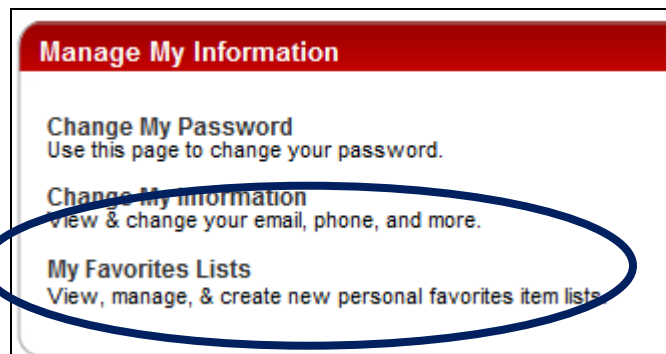 Manage My Information
Change My Password
Use this page to change your password.
Change My Information
View & change your email, phone, and more.
My Favorites Lists
View, manage, & create new personal favorites item lists.